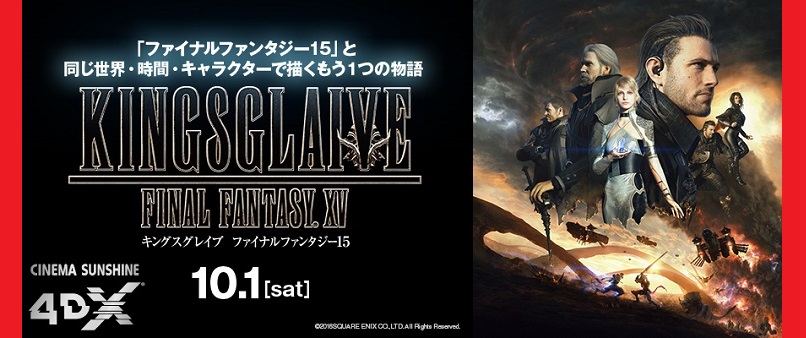 「ファイナルファンタジー15」と
同じ世界・時間・キャラクターで描くもう1つの物語
KINGSGLAIVE
FINAL FANTASY XV
キングスグレイブ ファイナルファンタジー15
CINEMA SUNSHINE
4DX®
10.1[sat]
©2016SQUARE ENIX CO.,LTD.All Rights Reserved.